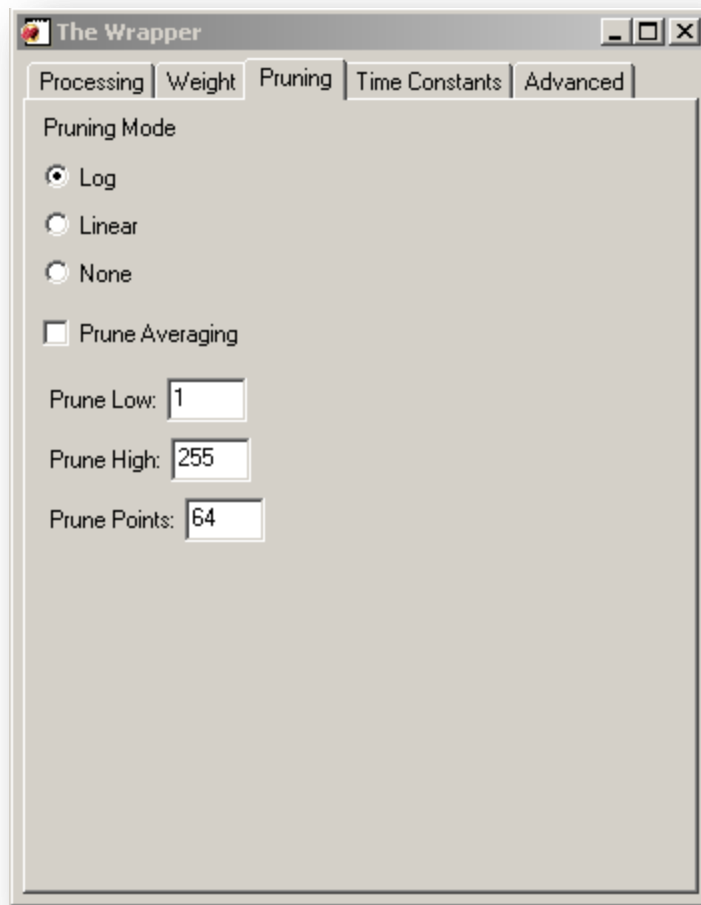 The Wrapper
Processing Weight Pruning Time Constants Advanced
Pruning Mode
Log
Linear
None
Prune Averaging
Prune Low: 1
Prune High: 255
Prune Points: 64